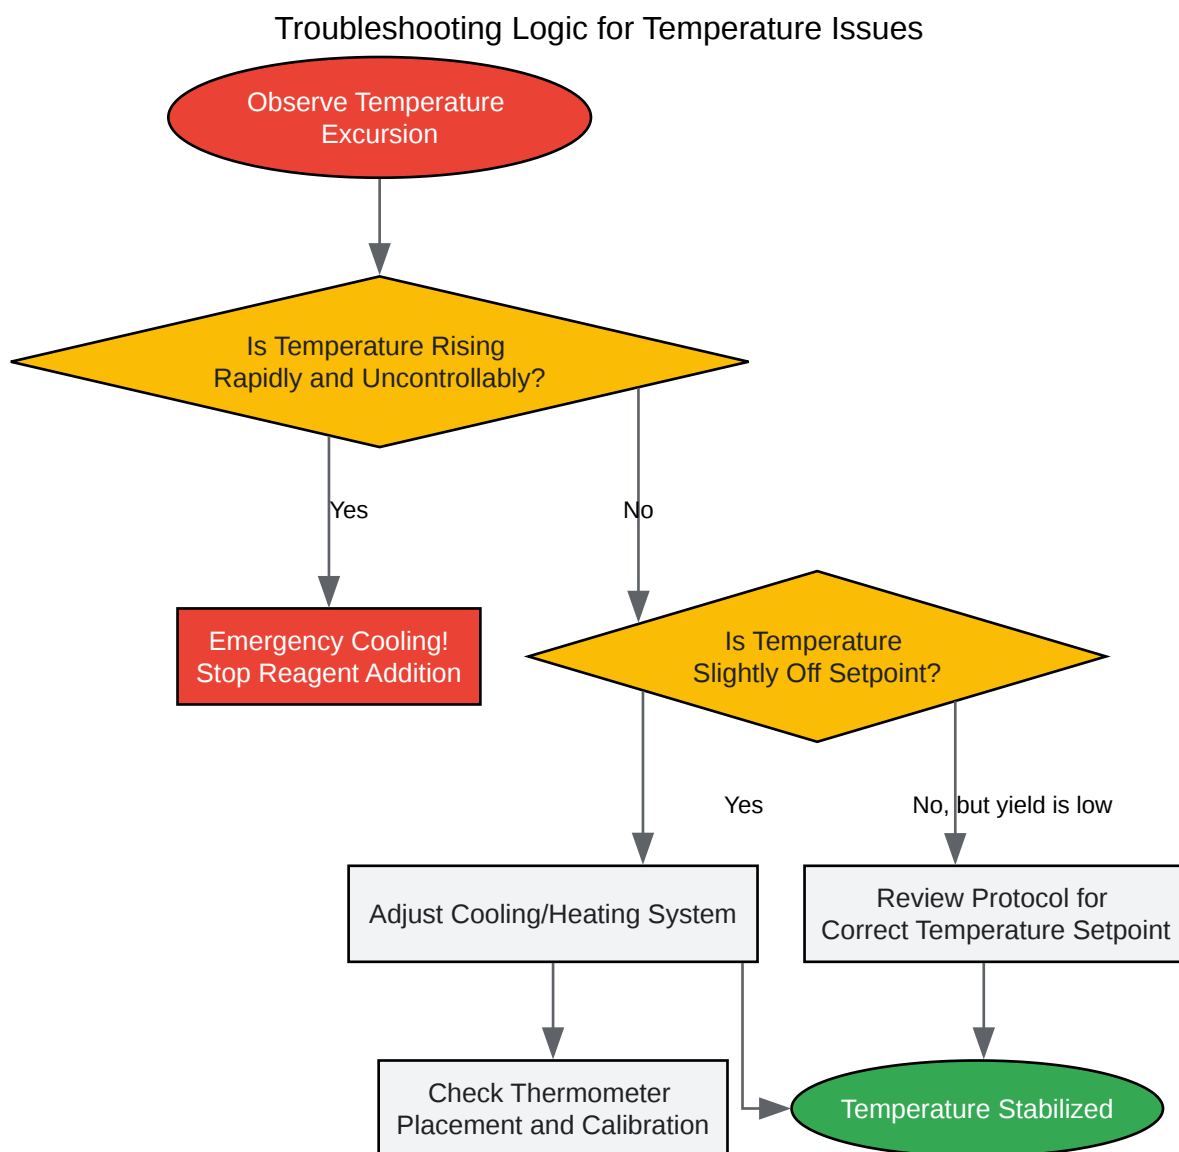 Troubleshooting Logic for Temperature Issues
Observe Temperature
Excursion
Is Temperature Rising
Rapidly and Uncontrollably?
Yes
No
Emergency Cooling!
Stop Reagent Addition
Is Temperature
Slightly Off Setpoint?
Yes
No, but yield is low
Adjust Cooling/Heating System
Review Protocol for
Correct Temperature Setpoint
Check Thermometer
Placement and Calibration
Temperature Stabilized